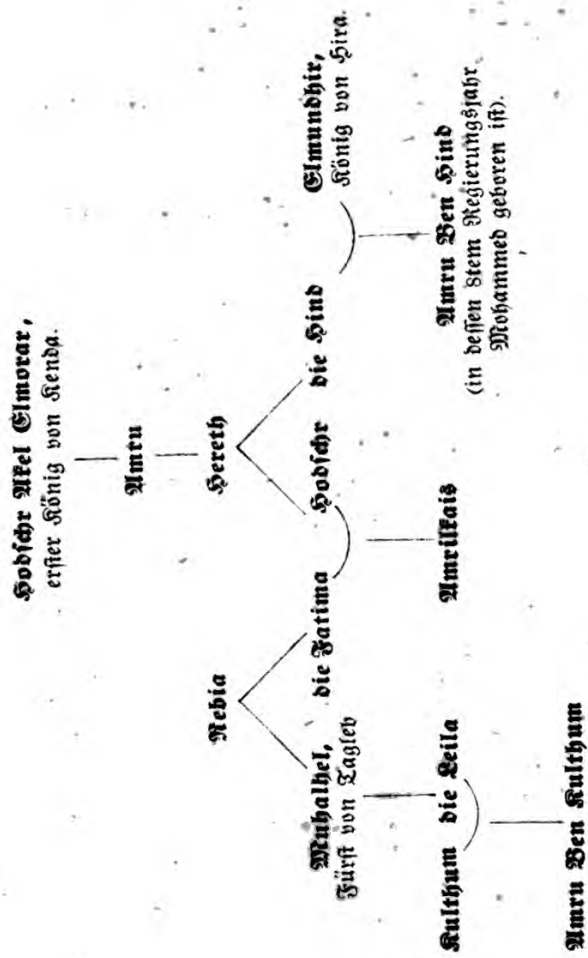 Hodschr Akel Elmorar,
erster König von Kenda.
Amru
Hereth
Rebia
Muhalhel,
Fürst von Tagleb
die Fatima
Hodschr
die Hind
Elmundhir,
König von Hira.
Kulthum die Leila
Amrilkais
Amru Ben Hind
(in dessen 8tem Regierungsjahr
Mohammed geboren ist).
Amru Ben Kulthum